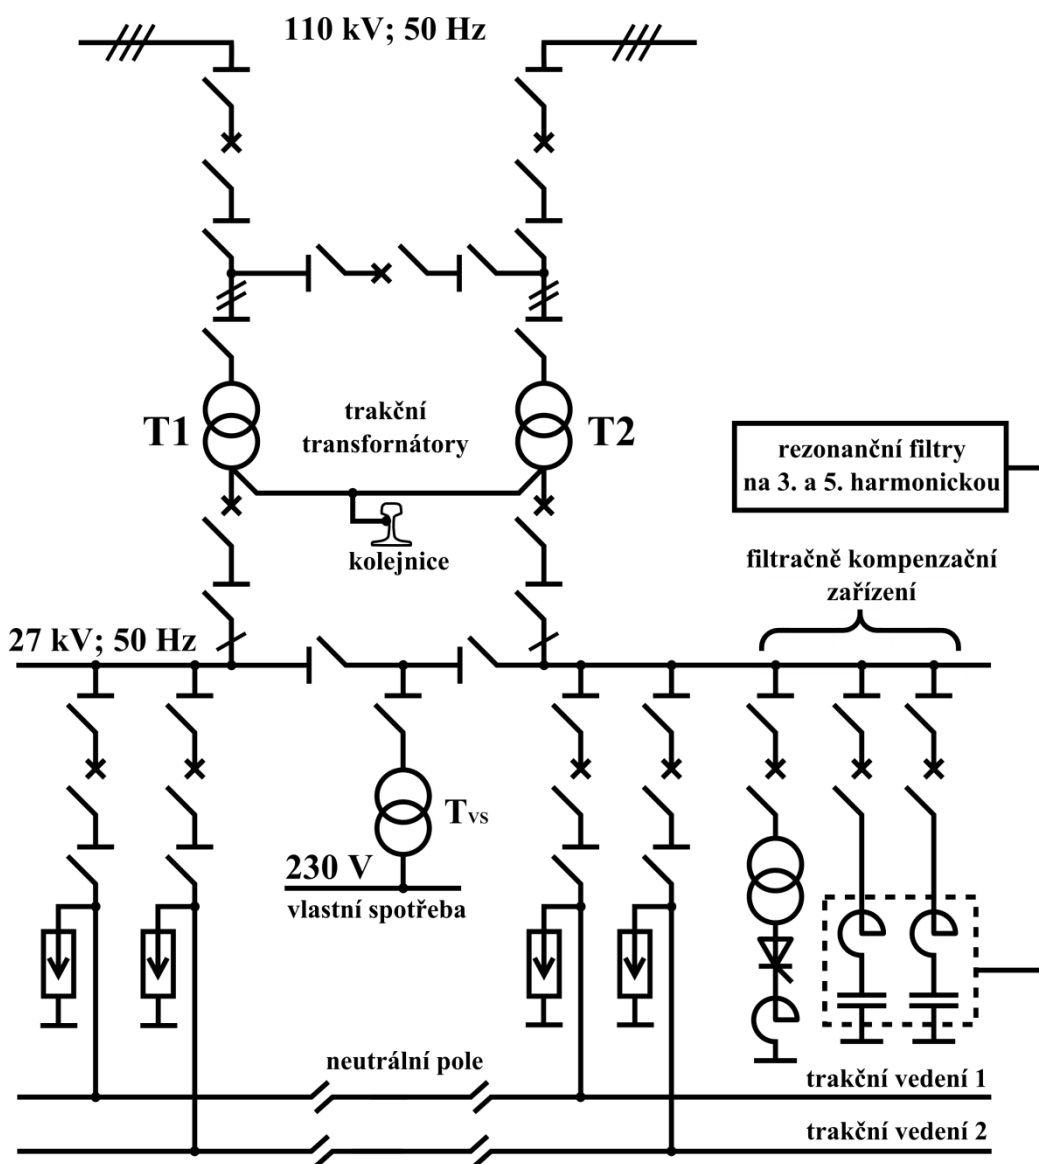 110 kV; 50 Hz
T1
trakční
transfornátory
T2
rezonanční filtry
na 3. a 5. harmonickou
kolejnice
filtračně kompenzační
zařízení
27 kV; 50 Hz
TVS
230 V
vlastní spotřeba
neutrální pole
trakční vedení 1
trakční vedení 2